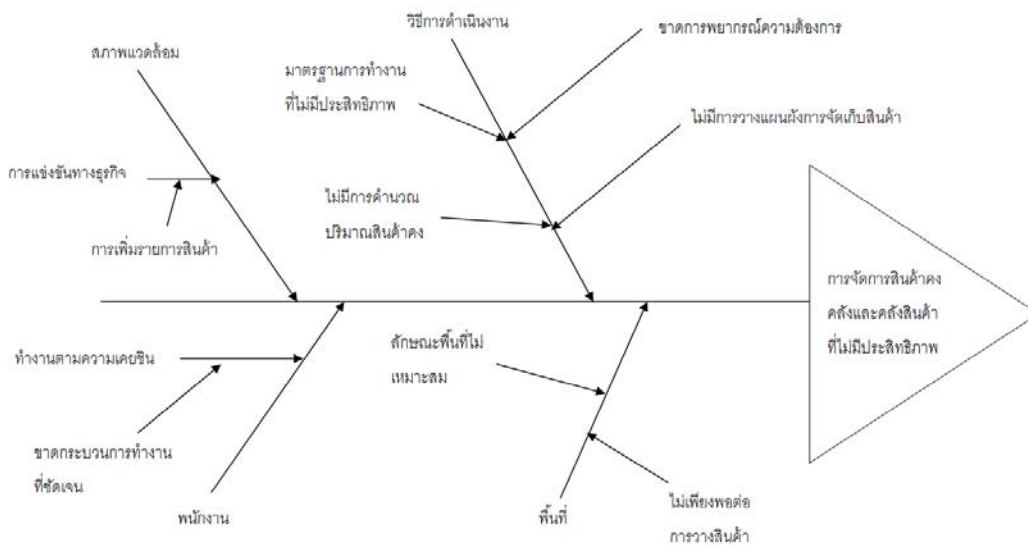 วิธีการดำเนินงาน
ขาดการพยากรณ์ความต้องการ
สภาพแวดล้อม
มาตรฐานการทำงาน
ที่ไม่มีประสิทธิภาพ
ไม่มีการวางแผนผังการจัดเก็บสินค้า
การแข่งขันทางธุรกิจ
ไม่มีการคำนวณ
ปริมาณสินค้าคง
การเพิ่มรายการสินค้า
การจัดการสินค้าคง
คลังและคลังสินค้า
ที่ไม่มีประสิทธิภาพ
ทำงานตามความเคยชิน
ลักษณะพื้นที่ไม่
เหมาะสม
ขาดกระบวนการทำงาน
ที่ชัดเจน
พนักงาน
พื้นที่
ไม่เพียงพอต่อ
การวางสินค้า